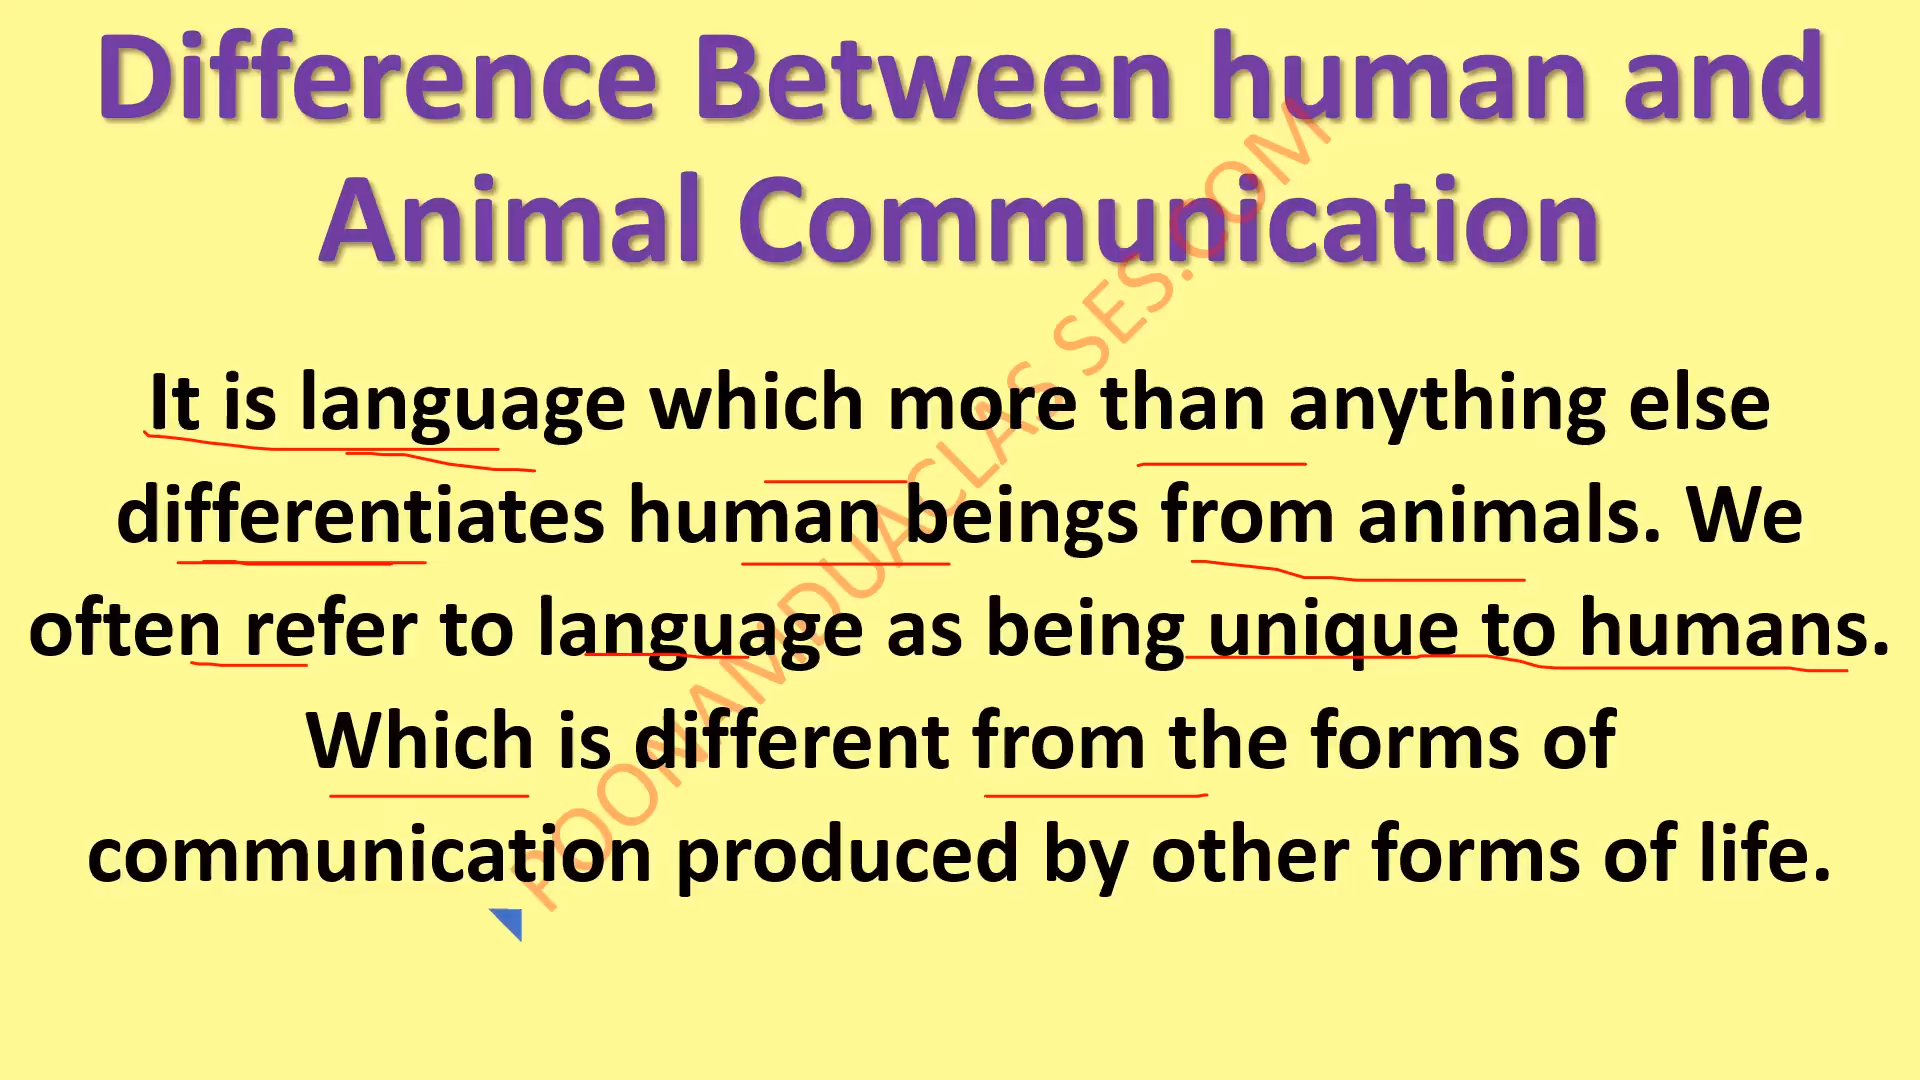 Difference Between human and
Animal Communication
It is language which more than anything else
differentiates human beings from animals. We
often refer to language as being unique to humans.
Which is different from the forms of
communication produced by other forms of life.
POONAMDUACLAS SES.COM